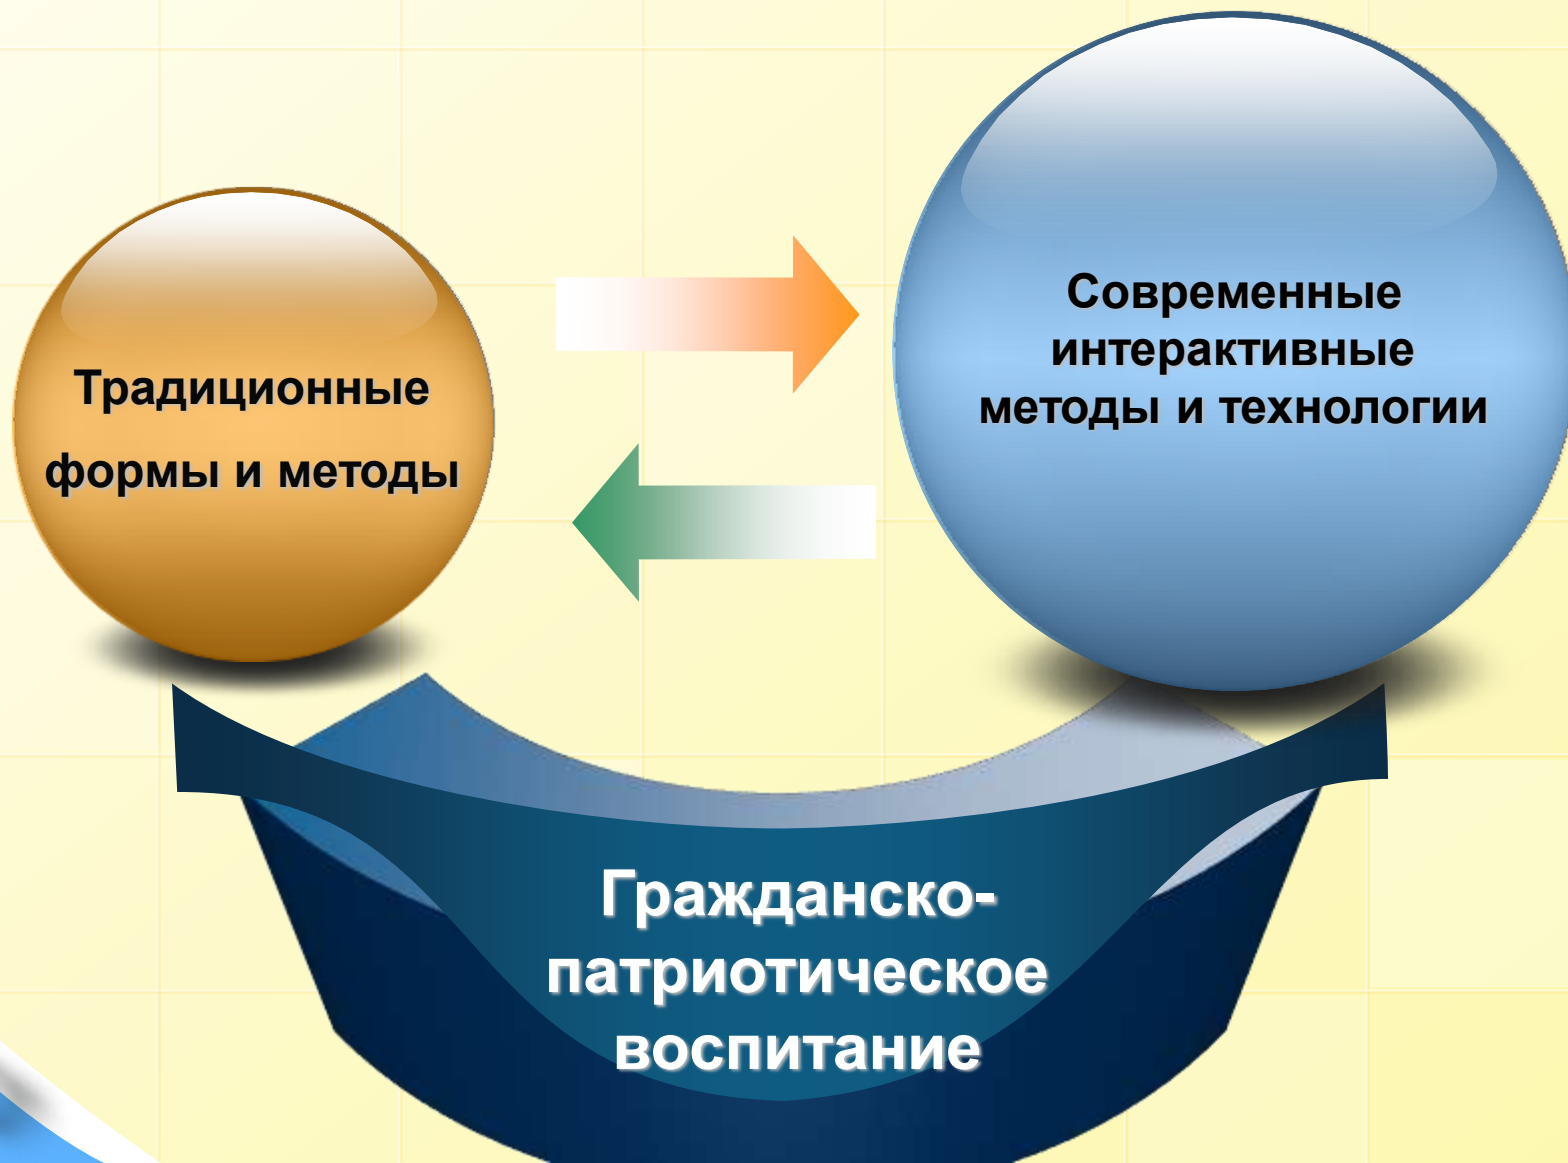 Традиционные
формы и методы
Современные
интерактивные
методы и технологии
Гражданско-
патриотическое
воспитание